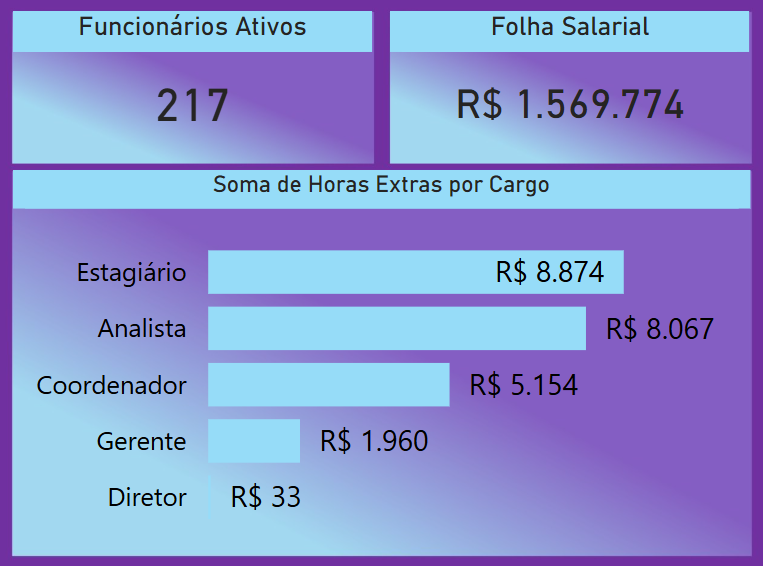 Funcionários Ativos
217
Folha Salarial
R$ 1.569.774
Soma de Horas Extras por Cargo
Estagiário R$ 8.874
Analista R$ 8.067
Coordenador R$ 5.154
Gerente R$ 1.960
Diretor R$ 33